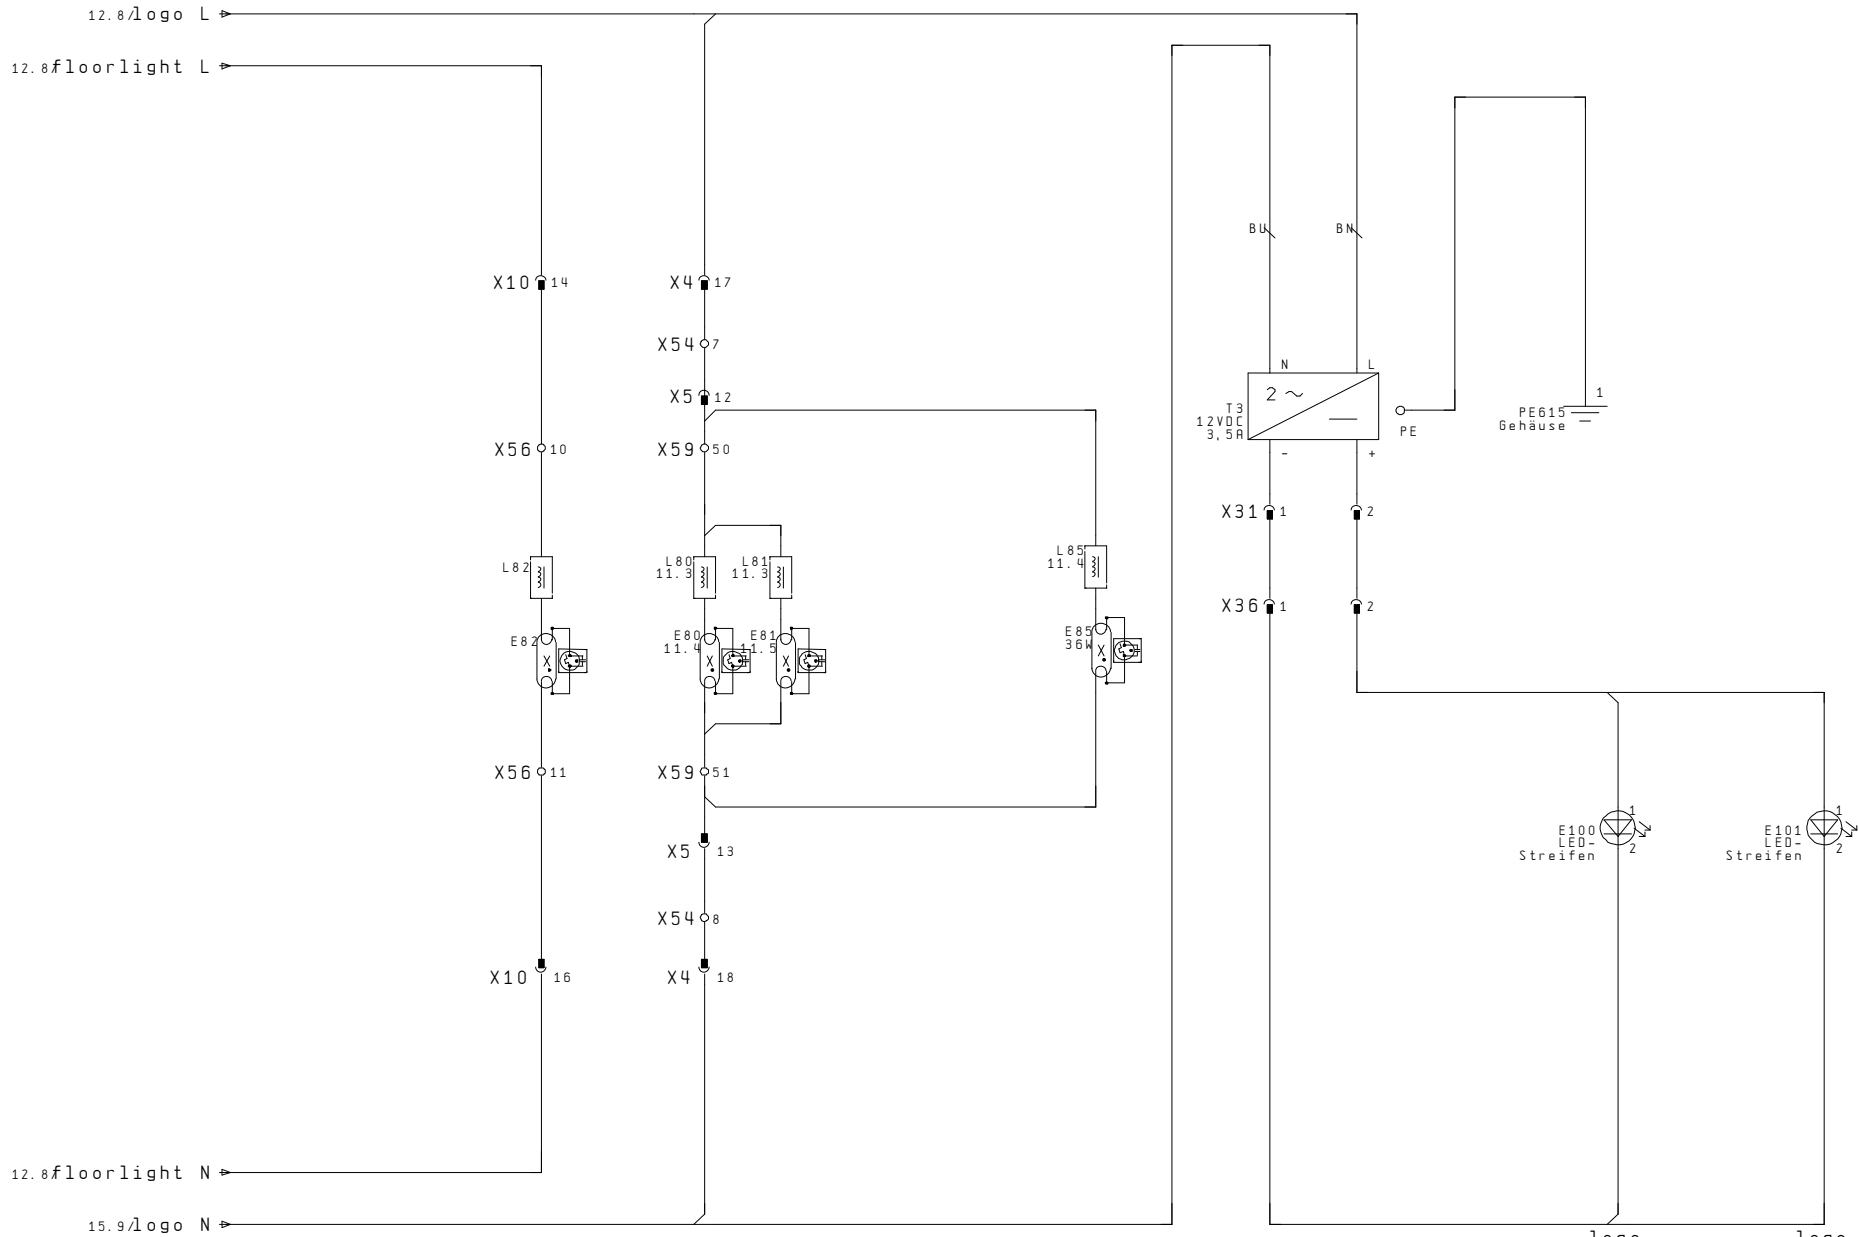 12.8/logo L
12.8/floorlight L
BU
BN
X10 14
X4 17
X54 7
N
L
2
X5 12
1
T3
12VDC
3,5A
PE615
Gehäuse
PE
X56 10
X59 50
-
+
X31 1
2
L85
11.4
L82
L80
11.3
L81
11.3
X36 1
2
E82
E80
11.4
E81
11.5
E85
36W
X56 11
X59 51
1
1
E100
LED-
Streifen
E101
LED-
Streifen
2
2
X5 13
X54 8
X10 16
X4 18
12.8/floorlight N
15.9/logo N
logo
logo